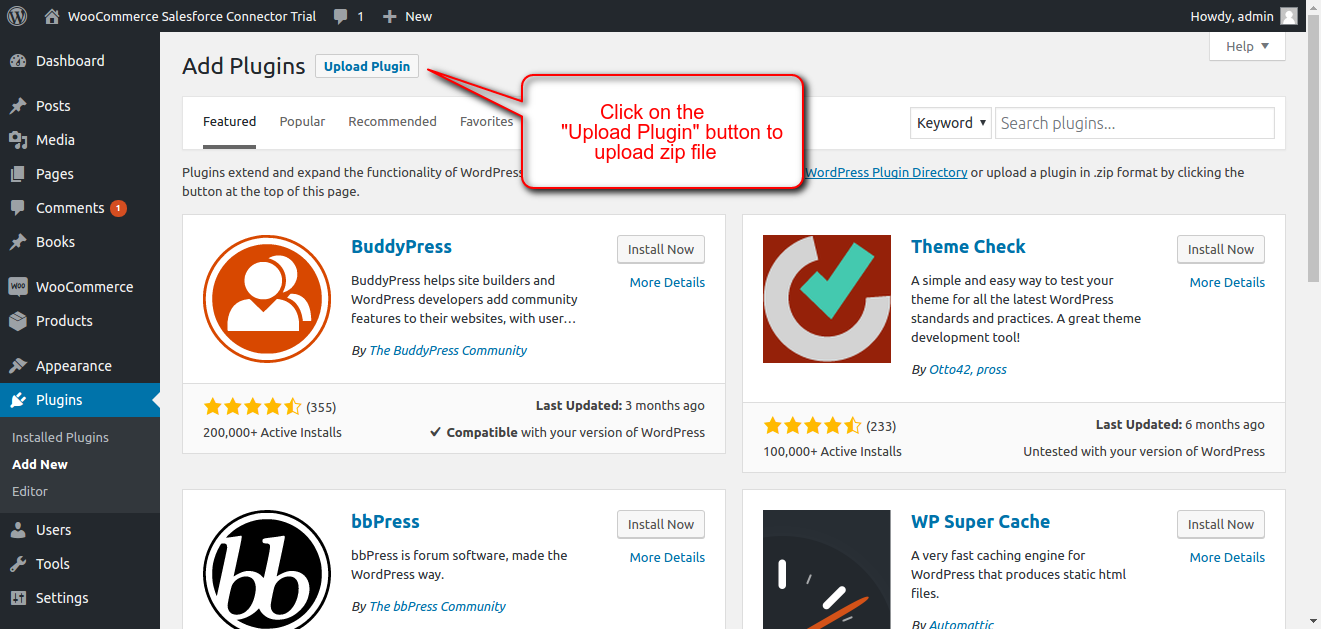 WooCommerce Salesforce Connector Trial 1 New Howdy, admin
Help
Dashboard
Posts
Media
Pages
Comments 1
Books
WOO WooCommerce
Products
Appearance
Plugins
Installed Plugins
Add New
Editor
Users
Tools
Settings
Add Plugins Upload Plugin
Click on the
"Upload Plugin" button to
upload zip file
Featured Popular Recommended Favorites
Keyword Search plugins...
Plugins extend and expand the functionality of WordPress WordPress Plugin Directory or upload a plugin in .zip format by clicking the
button at the top of this page.
BuddyPress
Install Now
More Details
BuddyPress helps site builders and
WordPress developers add community
features to their websites, with user…
By The BuddyPress Community
(355)
Last Updated: 3 months ago
200,000+ Active Installs
Compatible with your version of WordPress
Theme Check
Install Now
More Details
A simple and easy way to test your
theme for all the latest WordPress
standards and practices. A great theme
development tool!
By Otto42, pross
(233)
Last Updated: 6 months ago
100,000+ Active Installs
Untested with your version of WordPress
bb
bbPress
Install Now
More Details
bbPress is forum software, made the
WordPress way.
By The bbPress Community
WP Super Cache
Install Now
More Details
A very fast caching engine for
WordPress that produces static html
files.
By Automattic